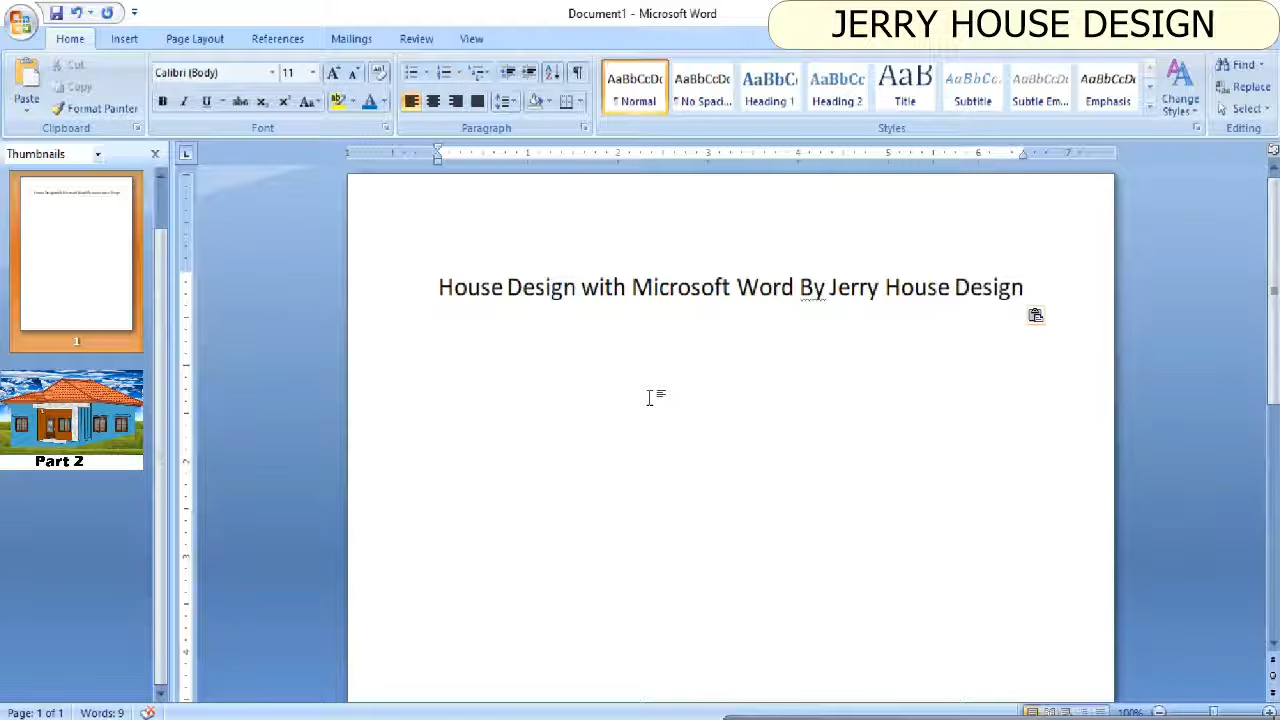 Document1 - Microsoft Word
JERRY HOUSE DESIGN
Home Insert Page Layout References Mailings Review View
Paste
Cut
Copy
Format Painter
Clipboard
Calibri (Body) 11
Font
Paragraph
AaBbCcDc AaBbCcDc AaBbC AaBbCc AaB AaBbCc. AaBbCcDc AaBbCcDc
¶ Normal ¶ No Spaci... Heading 1 Heading 2 Title Subtitle Subtle Em... Emphasis
Change Styles
Styles
Find
Replace
Select
Editing
Thumbnails
1
Part 2
House Design with Microsoft Word By Jerry House Design
Page: 1 of 1 Words: 9
100%